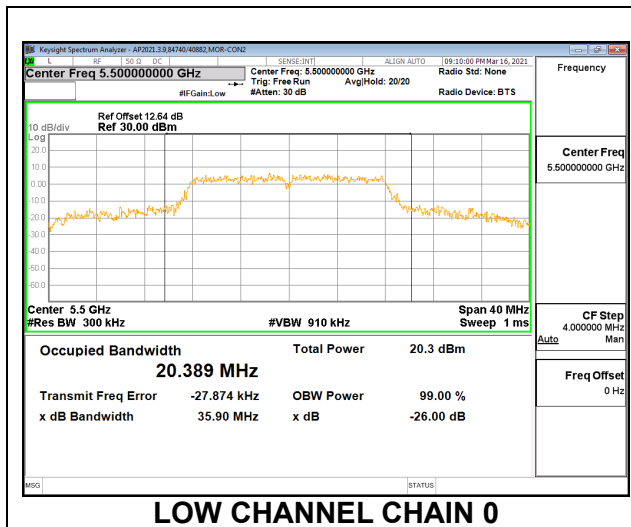 Keysight Spectrum Analyzer - AP2021.3.9,84740/40882,MOR-CON2
L RF 50 Ω DC SENSE:INT ALIGN AUTO 09:10:00 PM Mar 16, 2021
Center Freq 5.500000000 GHz
Center Freq: 5.500000000 GHz Radio Std: None
Trig: Free Run Avg|Hold: 20/20
#IFGain:Low #Atten: 30 dB Radio Device: BTS
Frequency
Ref Offset 12.64 dB
10 dB/div Ref 30.00 dBm
Log
20.0
10.0
0.00
-10.0
-20.0
-30.0
-40.0
-50.0
-60.0
Center Freq
5.500000000 GHz
Center 5.5 GHz Span 40 MHz
#Res BW 300 kHz #VBW 910 kHz Sweep 1 ms
CF Step
4.000000 MHz
Auto Man
Occupied Bandwidth Total Power 20.3 dBm
20.389 MHz
Transmit Freq Error -27.874 kHz OBW Power 99.00 %
x dB Bandwidth 35.90 MHz x dB -26.00 dB
Freq Offset
0 Hz
MSG STATUS
LOW CHANNEL CHAIN 0